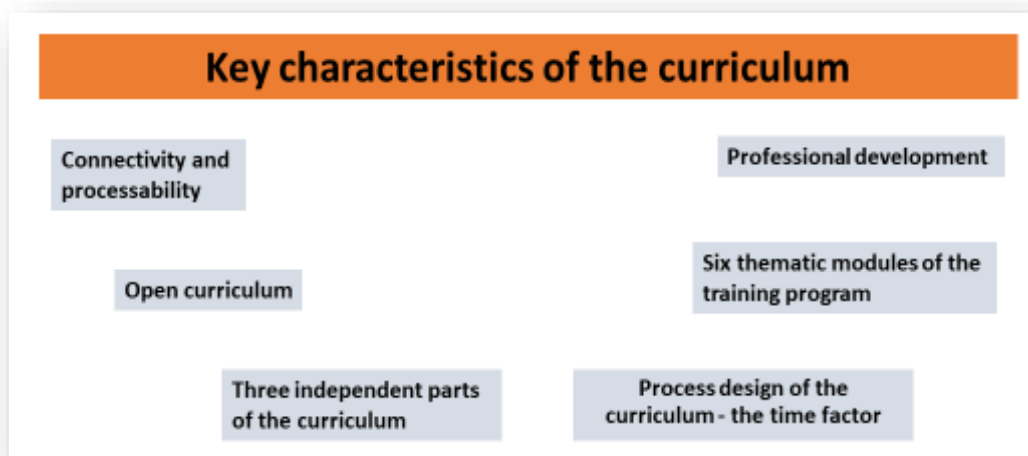 Key characteristics of the curriculum
Connectivity and
processability
Professional development
Open curriculum
Six thematic modules of the
training program
Three independent parts
of the curriculum
Process design of the
curriculum - the time factor